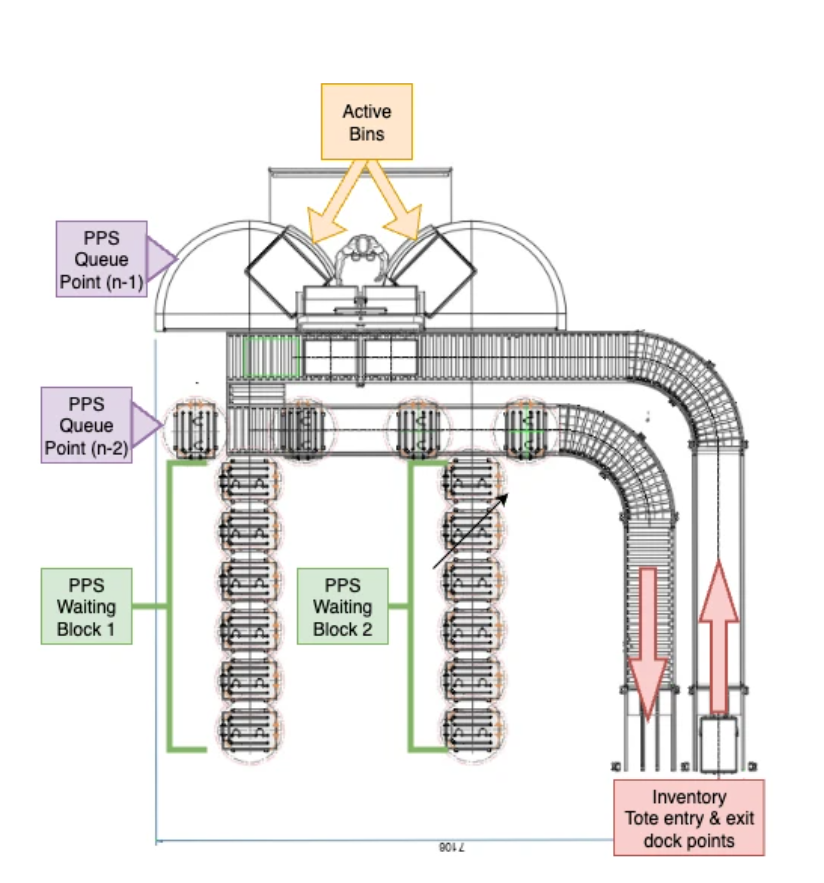 Active
Bins
PPS
Queue
Point (n-1)
PPS
Queue
Point (n-2)
PPS
Waiting
Block 1
PPS
Waiting
Block 2
Inventory
Tote entry & exit
dock points
7106